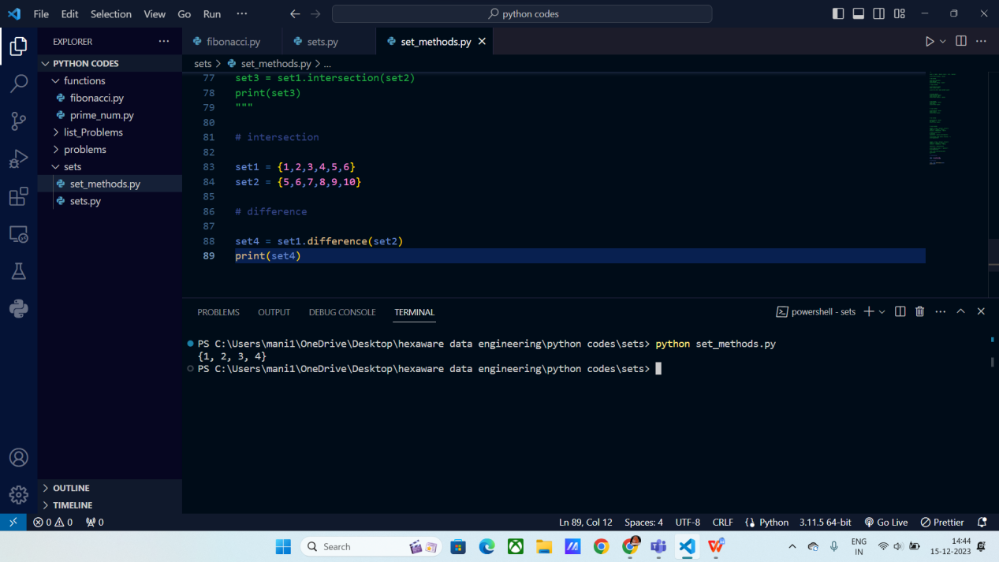 File Edit Selection View Go Run ···
python codes
EXPLORER ···
PYTHON CODES
functions
fibonacci.py
prime_num.py
list_Problems
problems
sets
set_methods.py
sets.py
OUTLINE
TIMELINE
fibonacci.py sets.py set_methods.py
sets > set_methods.py > ...
77 set3 = set1.intersection(set2)
78 print(set3)
79 """
80
81 # intersection
82
83 set1 = {1,2,3,4,5,6}
84 set2 = {5,6,7,8,9,10}
85
86 # difference
87
88 set4 = set1.difference(set2)
89 print(set4)
PROBLEMS OUTPUT DEBUG CONSOLE TERMINAL powershell - sets
PS C:\Users\mani1\OneDrive\Desktop\hexaware data engineering\python codes\sets> python set_methods.py
{1, 2, 3, 4}
PS C:\Users\mani1\OneDrive\Desktop\hexaware data engineering\python codes\sets>
0 0 0 Ln 89, Col 12 Spaces: 4 UTF-8 CRLF {} Python 3.11.5 64-bit Go Live Prettier
Search
ENG
IN
14:44
15-12-2023